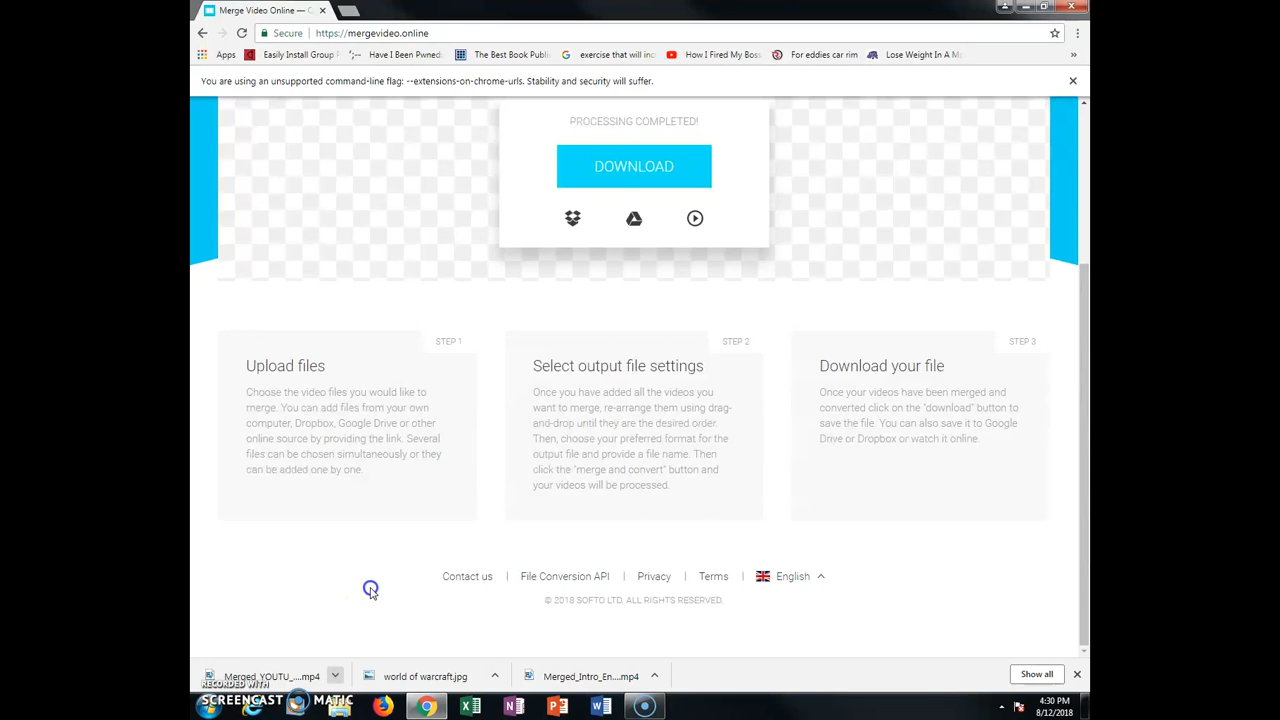 Merge Video Online — C
Secure https://mergevideo.online
Apps Easily Install Group Have I Been Pwned: The Best Book Publi exercise that will inc How I Fired My Boss For eddies car rim Lose Weight In A M
You are using an unsupported command-line flag: --extensions-on-chrome-urls. Stability and security will suffer.
PROCESSING COMPLETED!
DOWNLOAD
STEP 1
Upload files
Choose the video files you would like to
merge. You can add files from your own
computer, Dropbox, Google Drive or other
online source by providing the link. Several
files can be chosen simultaneously or they
can be added one by one.
STEP 2
Select output file settings
Once you have added all the videos you
want to merge, re-arrange them using drag-
and-drop until they are the desired order.
Then, choose your preferred format for the
output file and provide a file name. Then
click the "merge and convert" button and
your videos will be processed.
STEP 3
Download your file
Once your videos have been merged and
converted click on the "download" button to
save the file. You can also save it to Google
Drive or Dropbox or watch it online.
Contact us | File Conversion API | Privacy | Terms | English
© 2018 SOFTO LTD. ALL RIGHTS RESERVED.
Merged_YOUTU_....mp4 world of warcraft.jpg Merged_Intro_En....mp4 Show all
RECORDED WITH
SCREENCAST MATIC
4:30 PM
8/12/2018